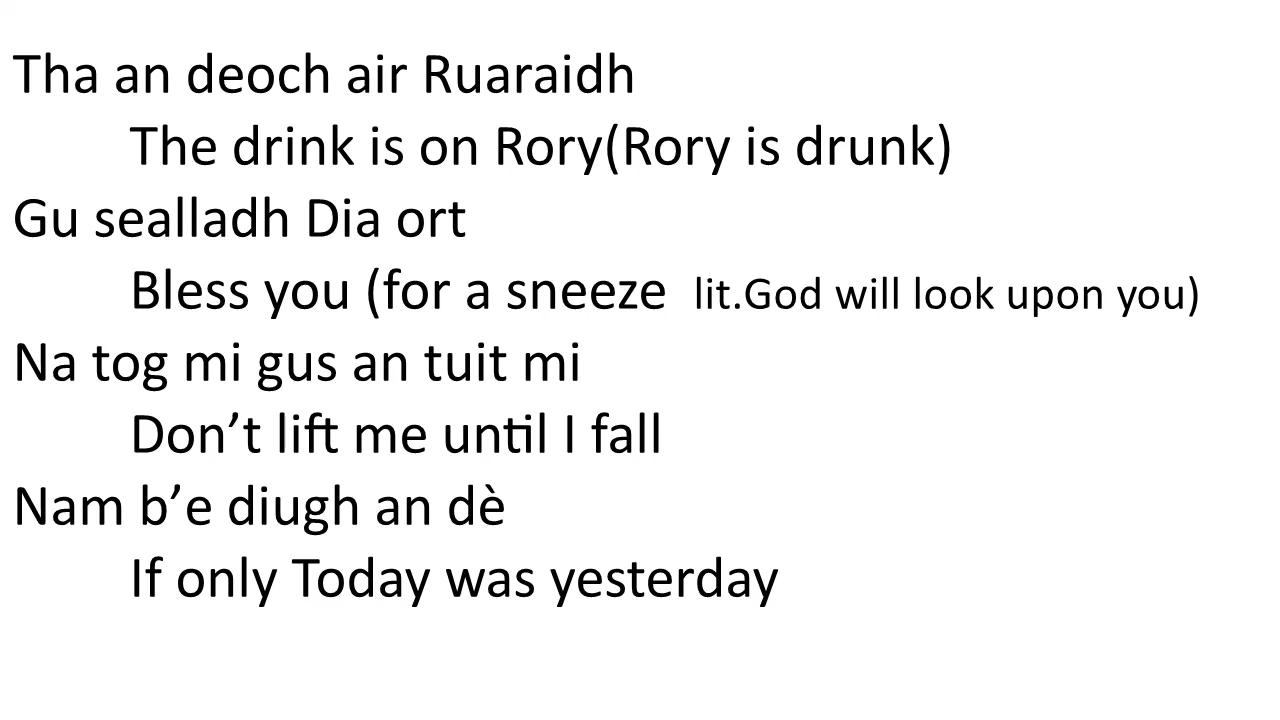 Tha an deoch air Ruaraidh
The drink is on Rory(Rory is drunk)
Gu sealladh Dia ort
Bless you (for a sneeze lit.God will look upon you)
Na tog mi gus an tuit mi
Don’t lift me until I fall
Nam b’e diugh an dè
If only Today was yesterday